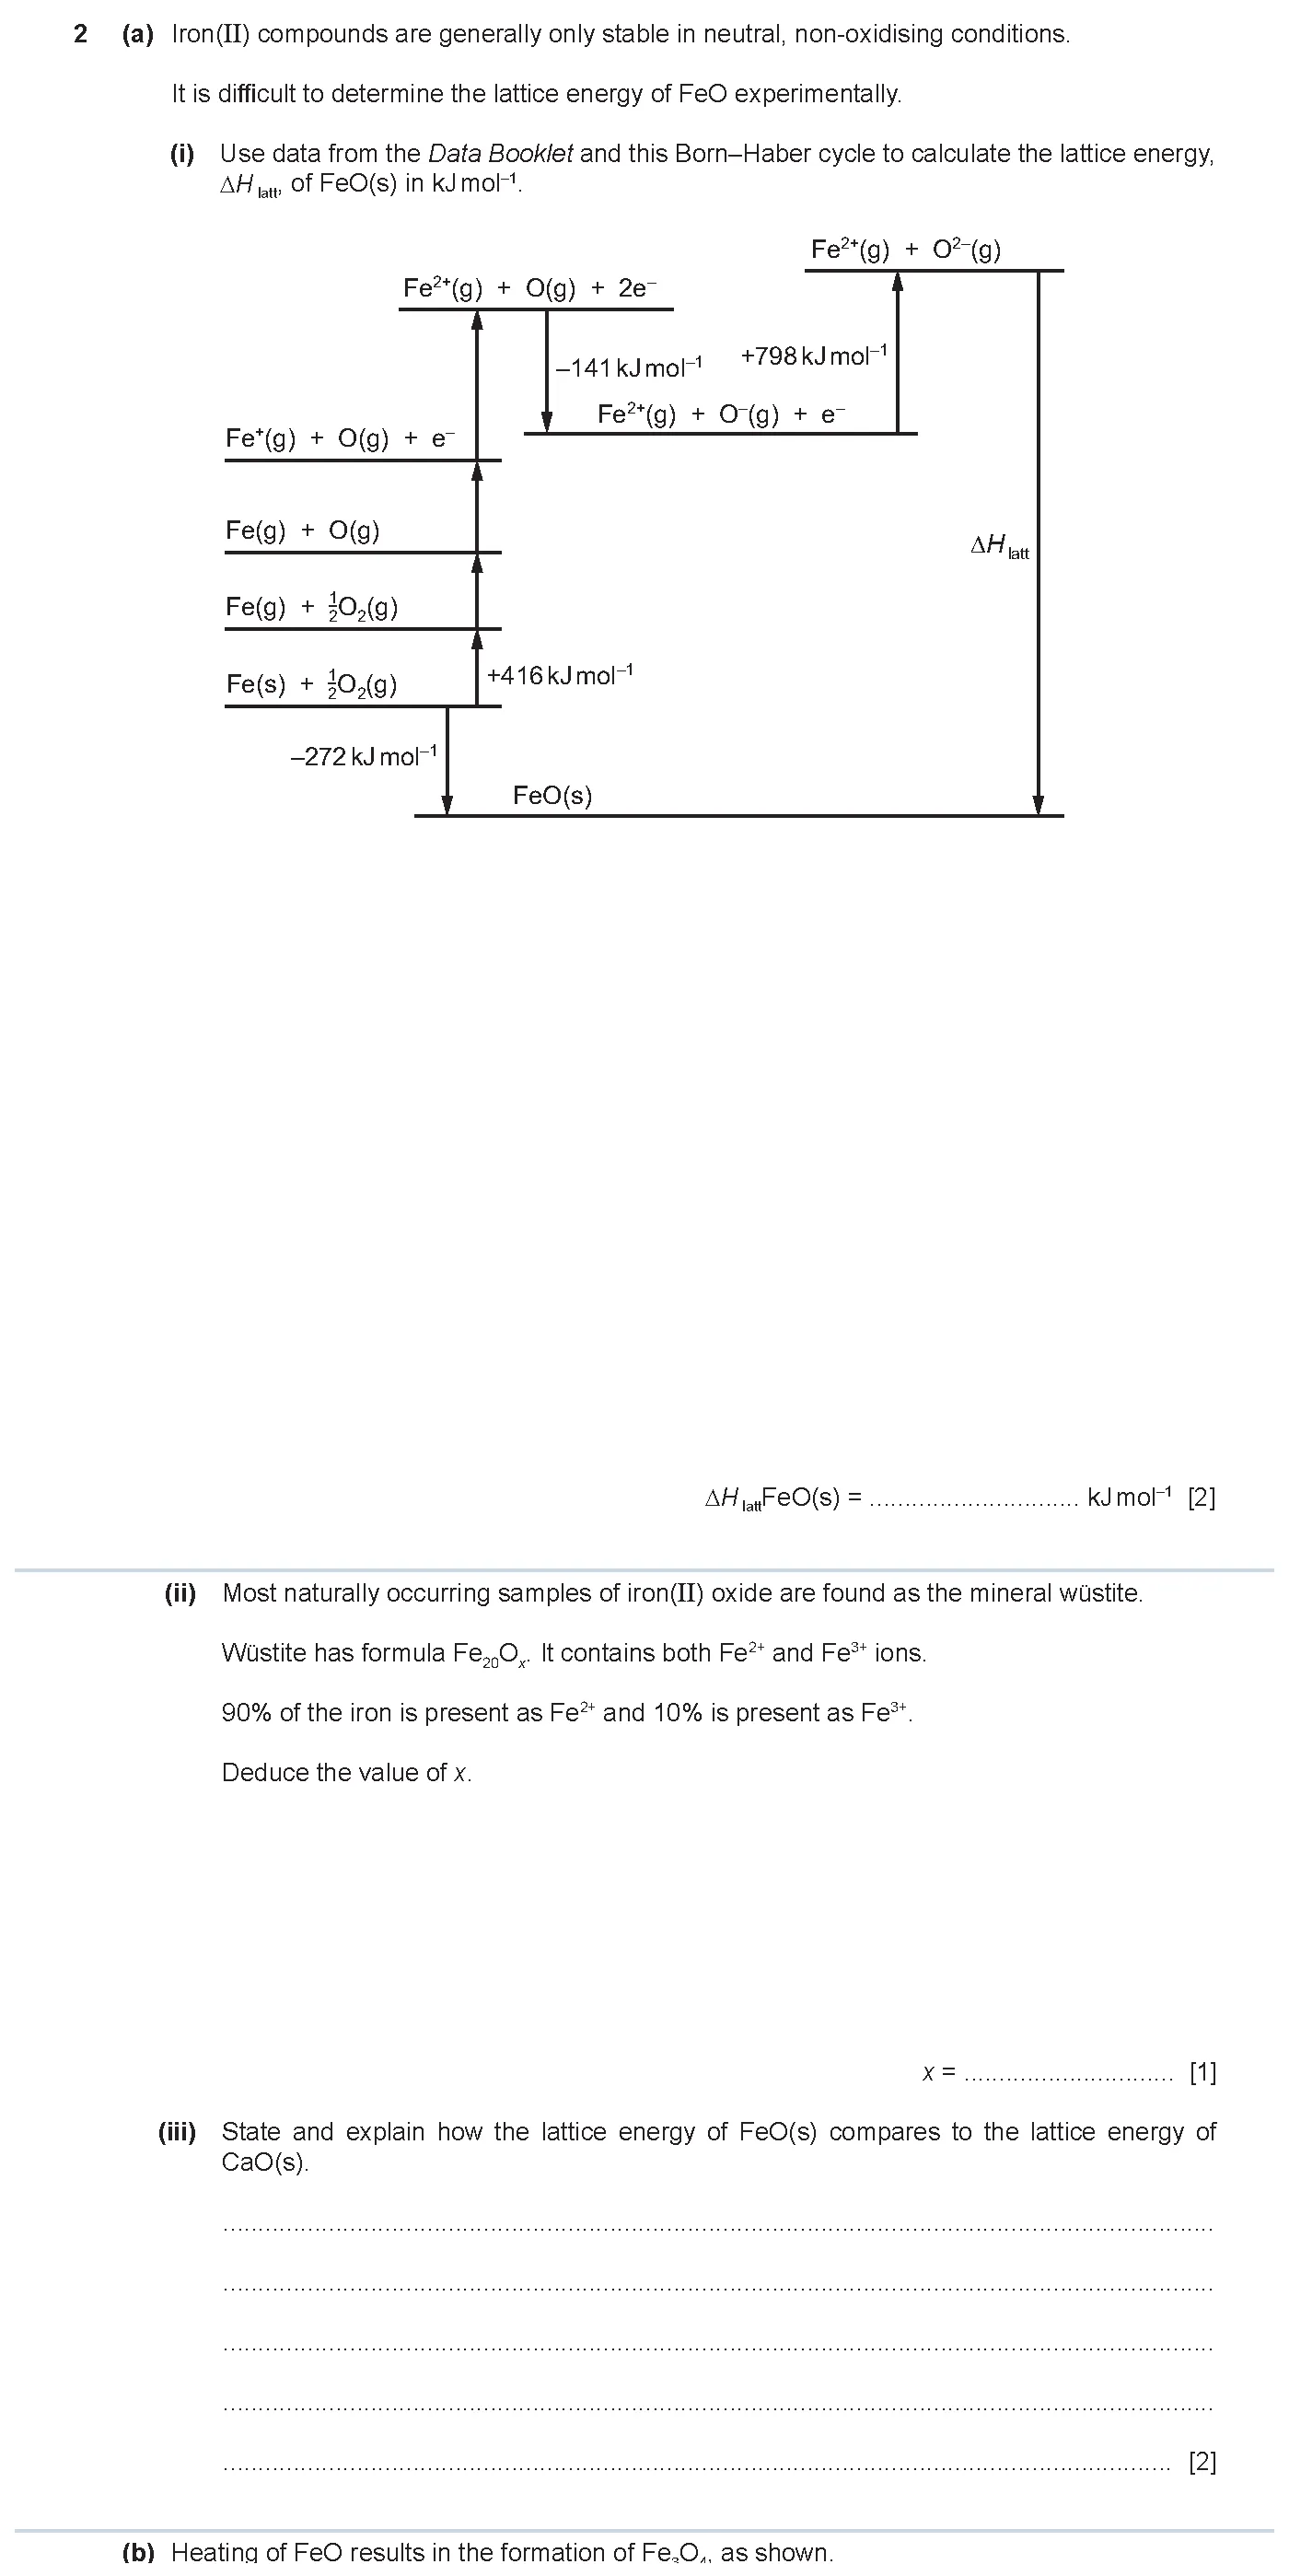 2 (a) Iron(II) compounds are generally only stable in neutral, non-oxidising conditions.
It is difficult to determine the lattice energy of FeO experimentally.
(i) Use data from the Data Booklet and this Born–Haber cycle to calculate the lattice energy,
ΔH latt, of FeO(s) in kJ mol⁻¹.
Fe²⁺(g) + O²⁻(g)
Fe²⁺(g) + O(g) + 2e⁻
–141 kJ mol⁻¹
+798 kJ mol⁻¹
Fe²⁺(g) + O⁻(g) + e⁻
Fe⁺(g) + O(g) + e⁻
Fe(g) + O(g)
ΔH latt
Fe(g) + ½O₂(g)
Fe(s) + ½O₂(g)
+416 kJ mol⁻¹
–272 kJ mol⁻¹
FeO(s)
ΔH latt FeO(s) = .............................. kJ mol⁻¹ [2]
(ii) Most naturally occurring samples of iron(II) oxide are found as the mineral wüstite.
Wüstite has formula Fe₂₀Oₓ. It contains both Fe²⁺ and Fe³⁺ ions.
90% of the iron is present as Fe²⁺ and 10% is present as Fe³⁺.
Deduce the value of x.
x = .............................. [1]
(iii) State and explain how the lattice energy of FeO(s) compares to the lattice energy of
CaO(s).
[2]
(b) Heating of FeO results in the formation of Fe₃O₄, as shown.